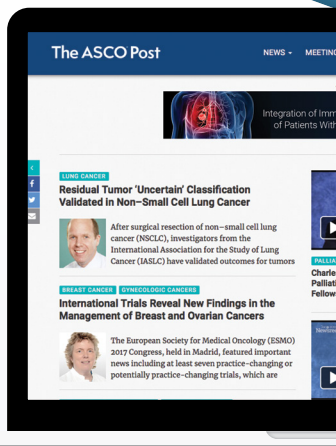 The ASCO Post
NEWS
MEETING
Integration of Imm
of Patients With
LUNG CANCER
Residual Tumor 'Uncertain' Classification
Validated in Non–Small Cell Lung Cancer
After surgical resection of non–small cell lung
cancer (NSCLC), investigators from the
International Association for the Study of Lung
Cancer (IASLC) have validated outcomes for tumors
PALLIA
Charle
Palliati
Fellow
BREAST CANCER GYNECOLOGIC CANCERS
International Trials Reveal New Findings in the
Management of Breast and Ovarian Cancers
The European Society for Medical Oncology (ESMO)
2017 Congress, held in Madrid, featured important
news including at least seven practice-changing or
potentially practice-changing trials, which are